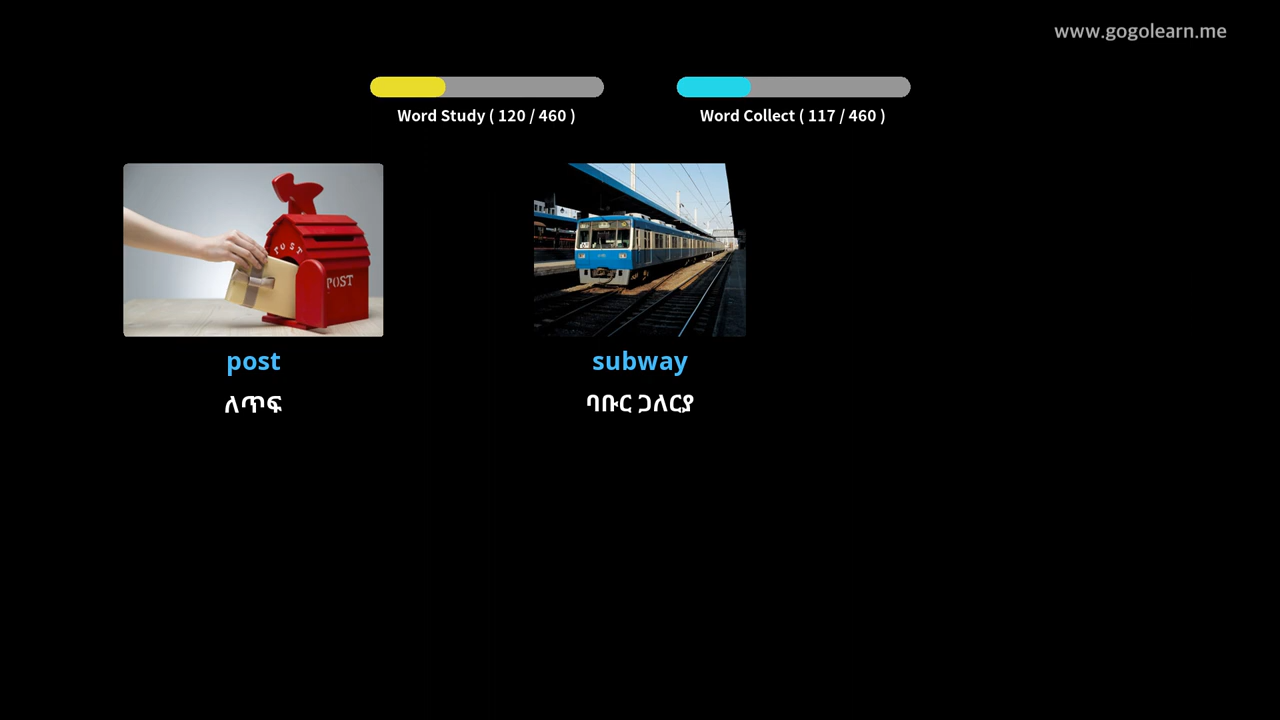 www.gogolearn.me
Word Study ( 120 / 460 )
Word Collect ( 117 / 460 )
POST
POST
post
subway
ለጥፍ
ባቡር ጋለርያ